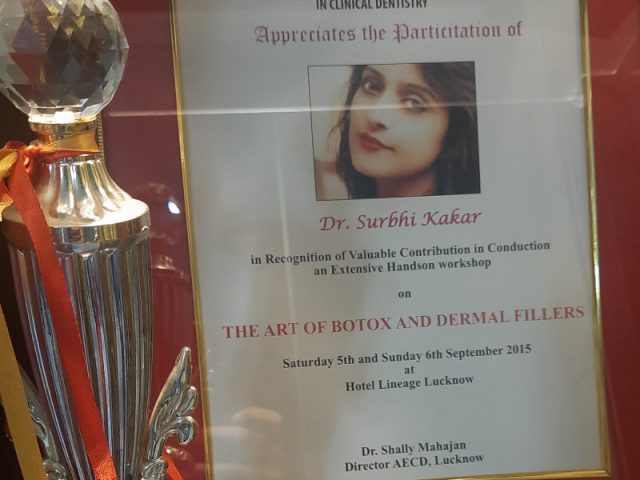 IN CLINICAL DENTISTRY
Appreciates the Particitation of
Dr. Surbhi Kakar
in Recognition of Valuable Contribution in Conduction
an Extensive Handson workshop
on
THE ART OF BOTOX AND DERMAL FILLERS
Saturday 5th and Sunday 6th September 2015
at
Hotel Lineage Lucknow
Dr. Shally Mahajan
Director AECD, Lucknow